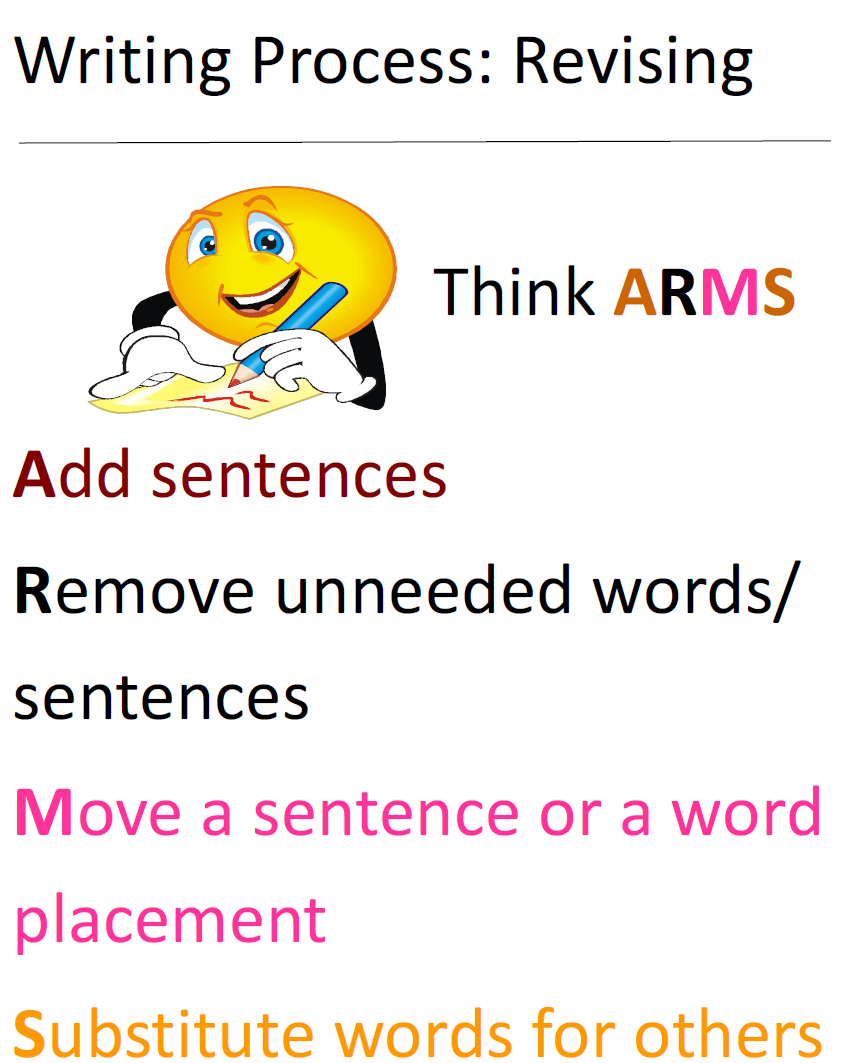 Writing Process: Revising
Think ARMS
Add sentences
Remove unneeded words/
sentences
Move a sentence or a word
placement
Substitute words for others